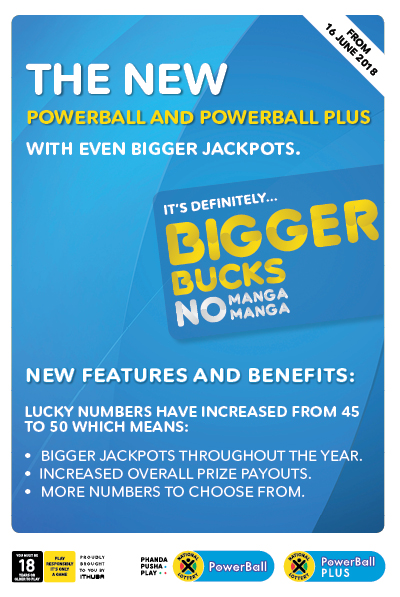 FROM
16 JUNE 2018
THE NEW
POWERBALL AND POWERBALL PLUS
WITH EVEN BIGGER JACKPOTS.
IT'S DEFINITELY...
BIGGER
BUCKS
NO MANGA
MANGA
NEW FEATURES AND BENEFITS:
LUCKY NUMBERS HAVE INCREASED FROM 45
TO 50 WHICH MEANS:
• BIGGER JACKPOTS THROUGHOUT THE YEAR.
• INCREASED OVERALL PRIZE PAYOUTS.
• MORE NUMBERS TO CHOOSE FROM.
YOU MUST BE
18
YEARS OR
OLDER TO PLAY
PLAY
RESPONSIBLY
IT'S ONLY
A GAME
PROUDLY
BROUGHT
TO YOU BY
ITHUBA
PHANDA
PUSHA
PLAY
NATIONAL
LOTTERY
PowerBall
NATIONAL
LOTTERY
PowerBall
PLUS